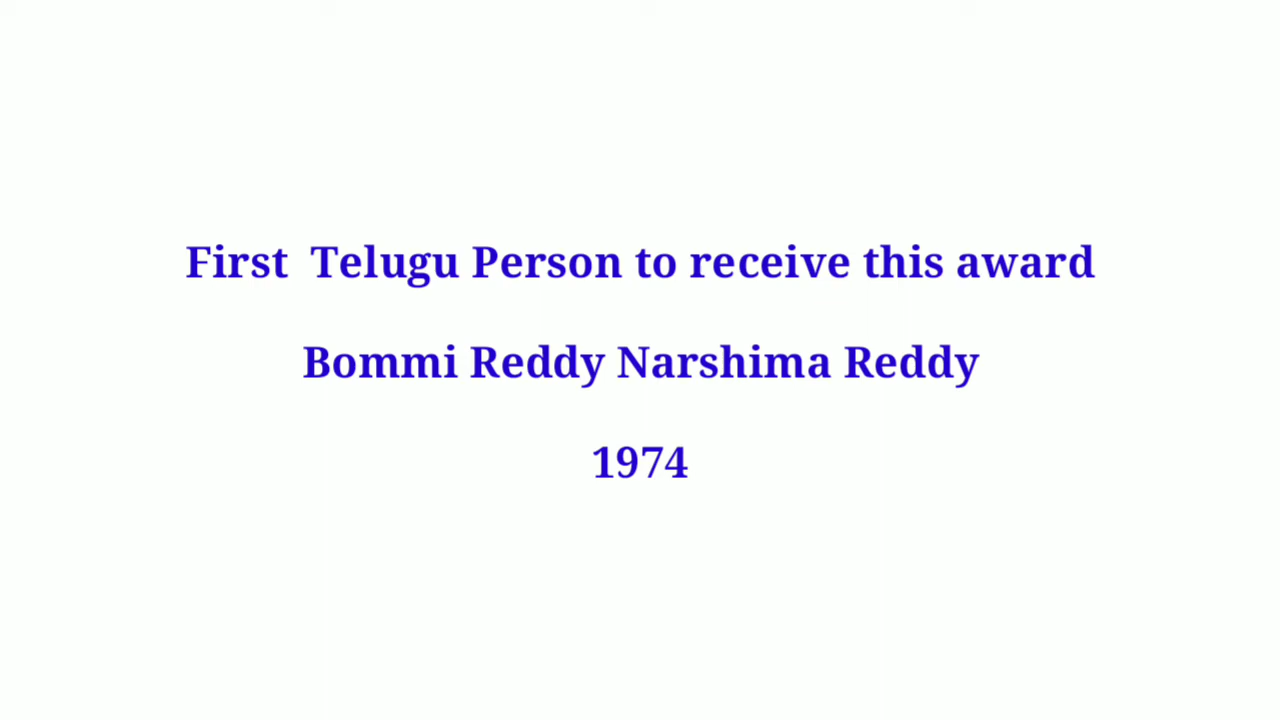 First Telugu Person to receive this award
Bommi Reddy Narshima Reddy
1974